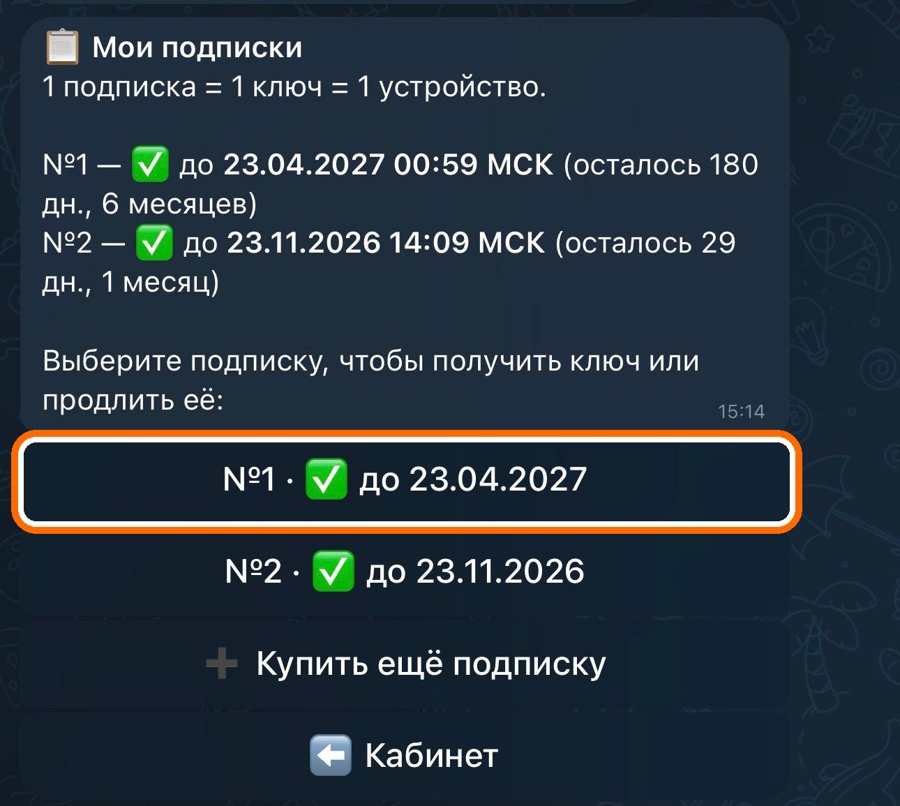 📋 Мои подписки
1 подписка = 1 ключ = 1 устройство.
№1 — ✅ до 23.04.2027 00:59 МСК (осталось 180
дн., 6 месяцев)
№2 — ✅ до 23.11.2026 14:09 МСК (осталось 29
дн., 1 месяц)
Выберите подписку, чтобы получить ключ или
продлить её:
15:14
№1 · ✅ до 23.04.2027
№2 · ✅ до 23.11.2026
➕ Купить ещё подписку
⬅️ Кабинет